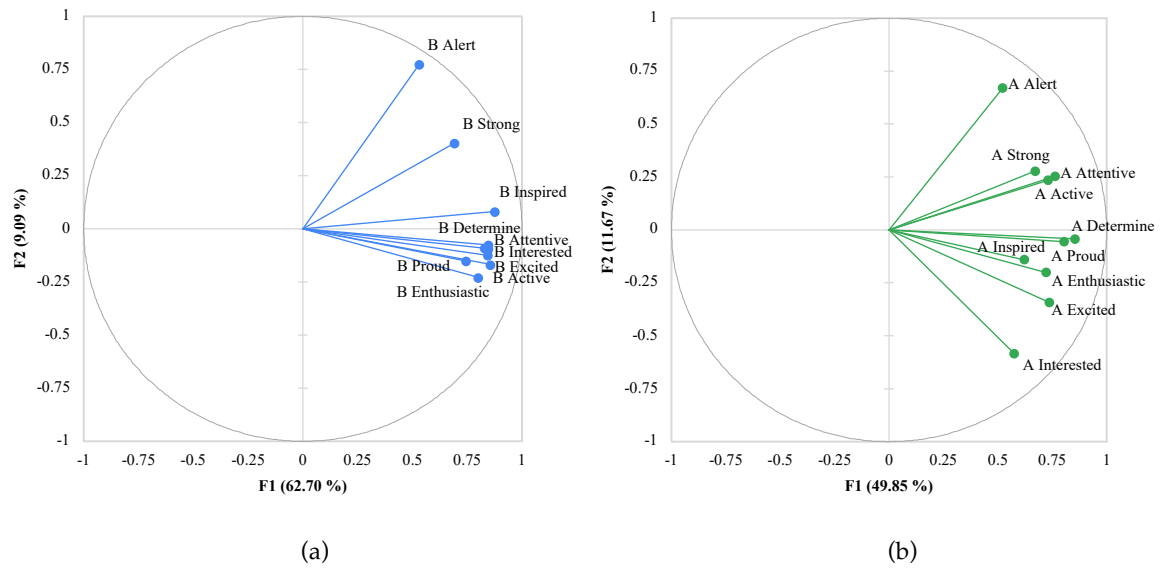 1
B Alert
0.75
0.5
B Strong
0.25
B Inspired
B Determine
0
B Attentive
B Interested
B Proud
B Excited
B Active
-0.25
B Enthusiastic
-0.5
-0.75
-1
-1 -0.75 -0.5 -0.25 0 0.25 0.5 0.75 1
F1 (62.70 %)
F2 (9.09 %)
(a)
1
0.75
A Alert
0.5
A Strong
A Attentive
0.25
A Active
A Determine
0
A Inspired
A Proud
A Enthusiastic
-0.25
A Excited
-0.5
A Interested
-0.75
-1
-1 -0.75 -0.5 -0.25 0 0.25 0.5 0.75 1
F1 (49.85 %)
F2 (11.67 %)
(b)